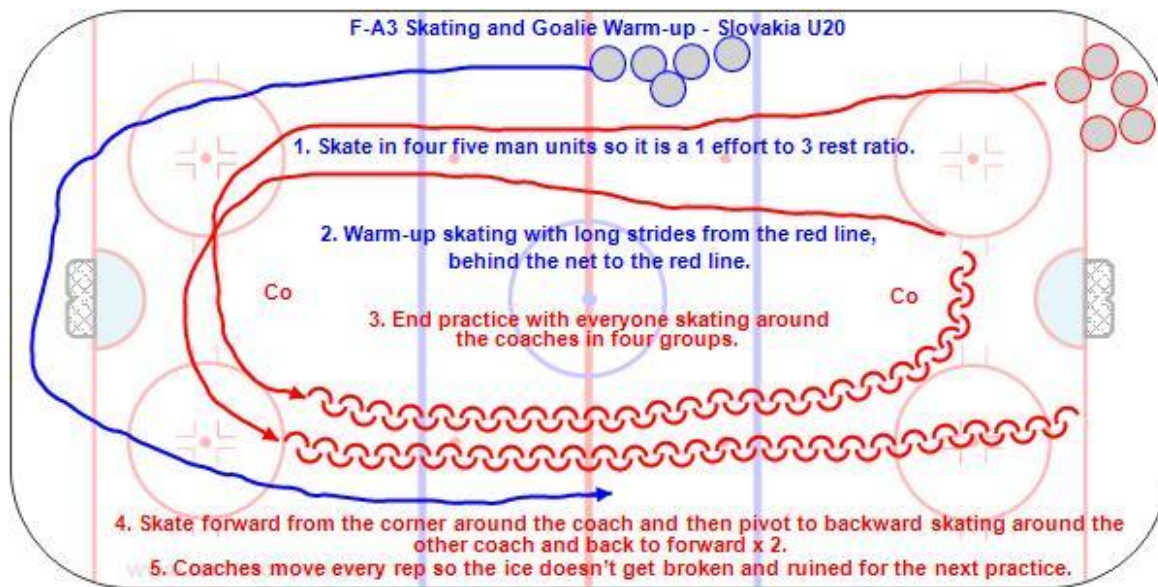 F-A3 Skating and Goalie Warm-up - Slovakia U20
1. Skate in four five man units so it is a 1 effort to 3 rest ratio.
2. Warm-up skating with long strides from the red line,
behind the net to the red line.
Co
Co
3. End practice with everyone skating around
the coaches in four groups.
4. Skate forward from the corner around the coach and then pivot to backward skating around the
other coach and back to forward x 2.
5. Coaches move every rep so the ice doesn't get broken and ruined for the next practice.